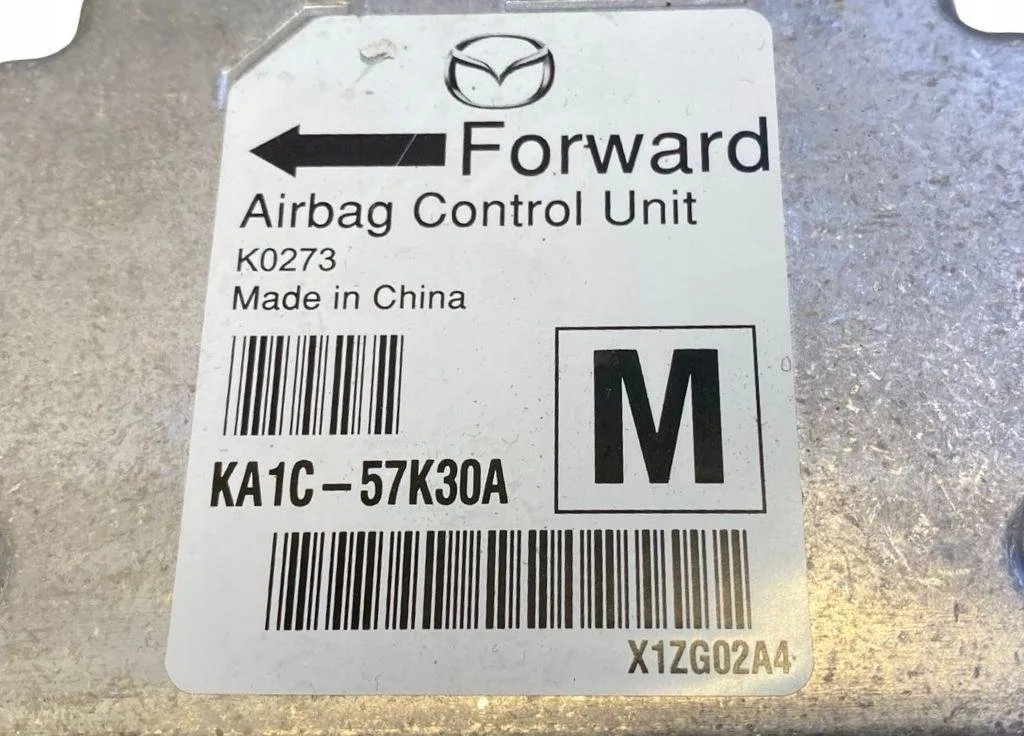 Forward
Airbag Control Unit
K0273
Made in China
M
KA1C-57K30A
X1ZG02A4